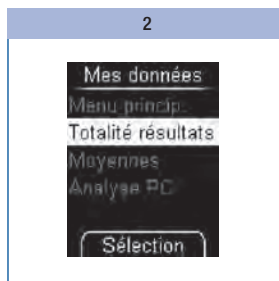 2
Mes données
Menu princip.
Totalité résultats
Moyennes
Analyse PC
Sélection